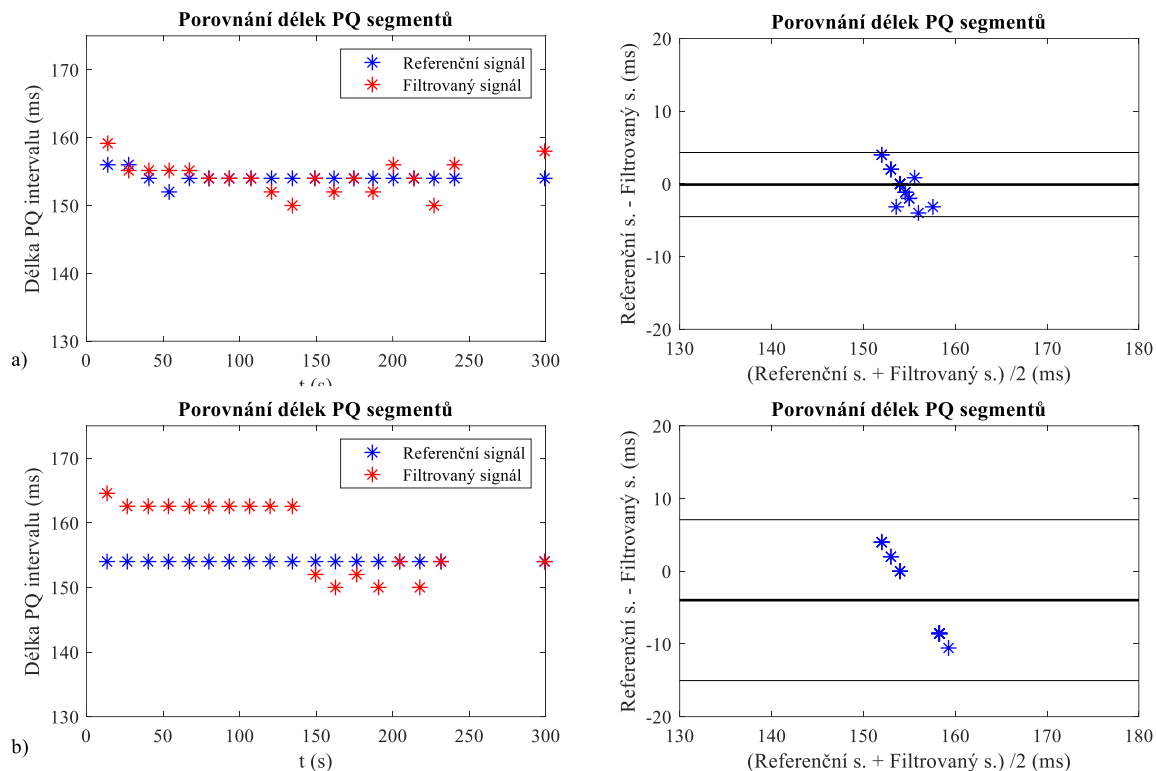 Porovnání délek PQ segmentů
Délka PQ intervalu (ms)
170
160
150
140
130
Referenční signál
Filtrovaný signál
0 50 100 150 200 250 300
t (s)
a)
Porovnání délek PQ segmentů
Referenční s. - Filtrovaný s. (ms)
20
10
0
-10
-20
130 140 150 160 170 180
(Referenční s. + Filtrovaný s.) /2 (ms)
Porovnání délek PQ segmentů
Délka PQ intervalu (ms)
170
160
150
140
130
Referenční signál
Filtrovaný signál
0 50 100 150 200 250 300
t (s)
b)
Porovnání délek PQ segmentů
Referenční s. - Filtrovaný s. (ms)
20
10
0
-10
-20
130 140 150 160 170 180
(Referenční s. + Filtrovaný s.) /2 (ms)